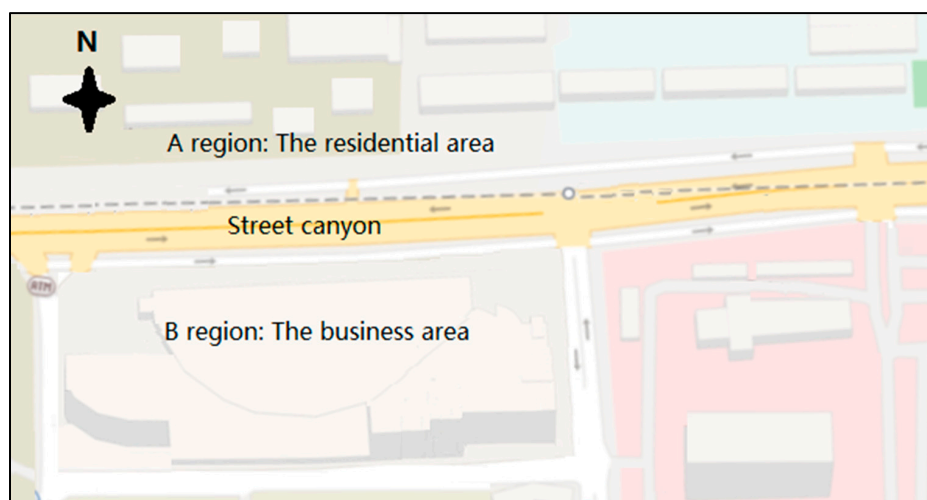 N
A region: The residential area
Street canyon
B region: The business area